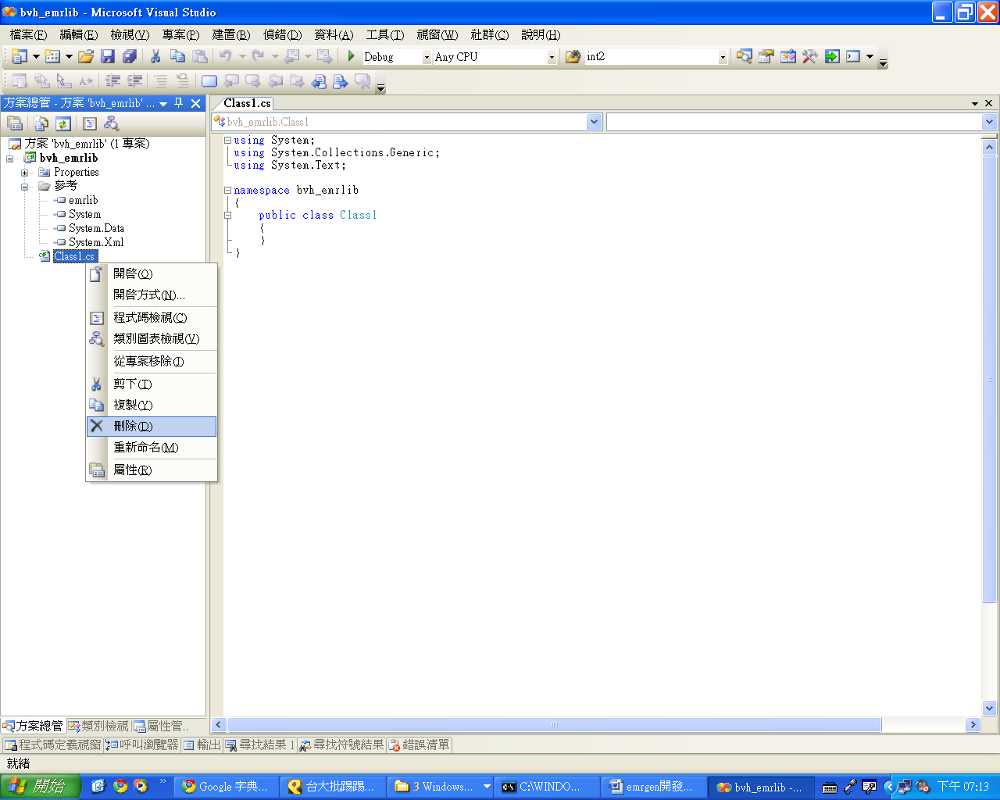 bvh_emrlib - Microsoft Visual Studio
檔案(F) 編輯(E) 檢視(V) 專案(P) 建置(B) 偵錯(D) 資料(A) 工具(T) 視窗(W) 社群(C) 說明(H)
Debug Any CPU int2
方案總管 - 方案 'bvh_emrlib' ...
Class1.cs
bvh_emrlib.Class1
方案 'bvh_emrlib' (1 專案)
bvh_emrlib
Properties
參考
emrlib
System
System.Data
System.Xml
Class1.cs
開啓(O)
開啓方式(N)...
程式碼檢視(C)
類別圖表檢視(V)
從專案移除(J)
剪下(T)
複製(Y)
刪除(D)
重新命名(M)
屬性(R)
using System;
using System.Collections.Generic;
using System.Text;
namespace bvh_emrlib
{
public class Class1
{
}
}
方案總管 類別檢視 屬性管..
程式碼定義視窗 呼叫瀏覽器 輸出 尋找結果 1 尋找符號結果 錯誤清單
就緒
開始 » Google 字典... 台大批踢踢... 3 Windows... C:\WINDO... emrgen開發... bvh_emrlib -... 下午 07:13